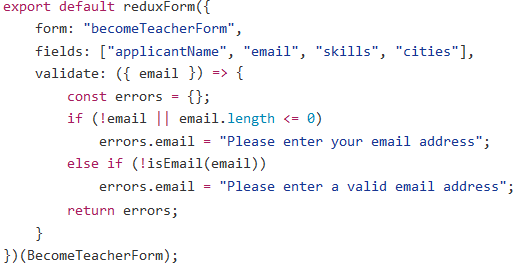 export default reduxForm({
    form: "becomeTeacherForm",
    fields: ["applicantName", "email", "skills", "cities"],
    validate: ({ email }) => {
        const errors = {};
        if (!email || email.length <= 0)
            errors.email = "Please enter your email address";
        else if (!isEmail(email))
            errors.email = "Please enter a valid email address";
        return errors;
    }
})(BecomeTeacherForm);